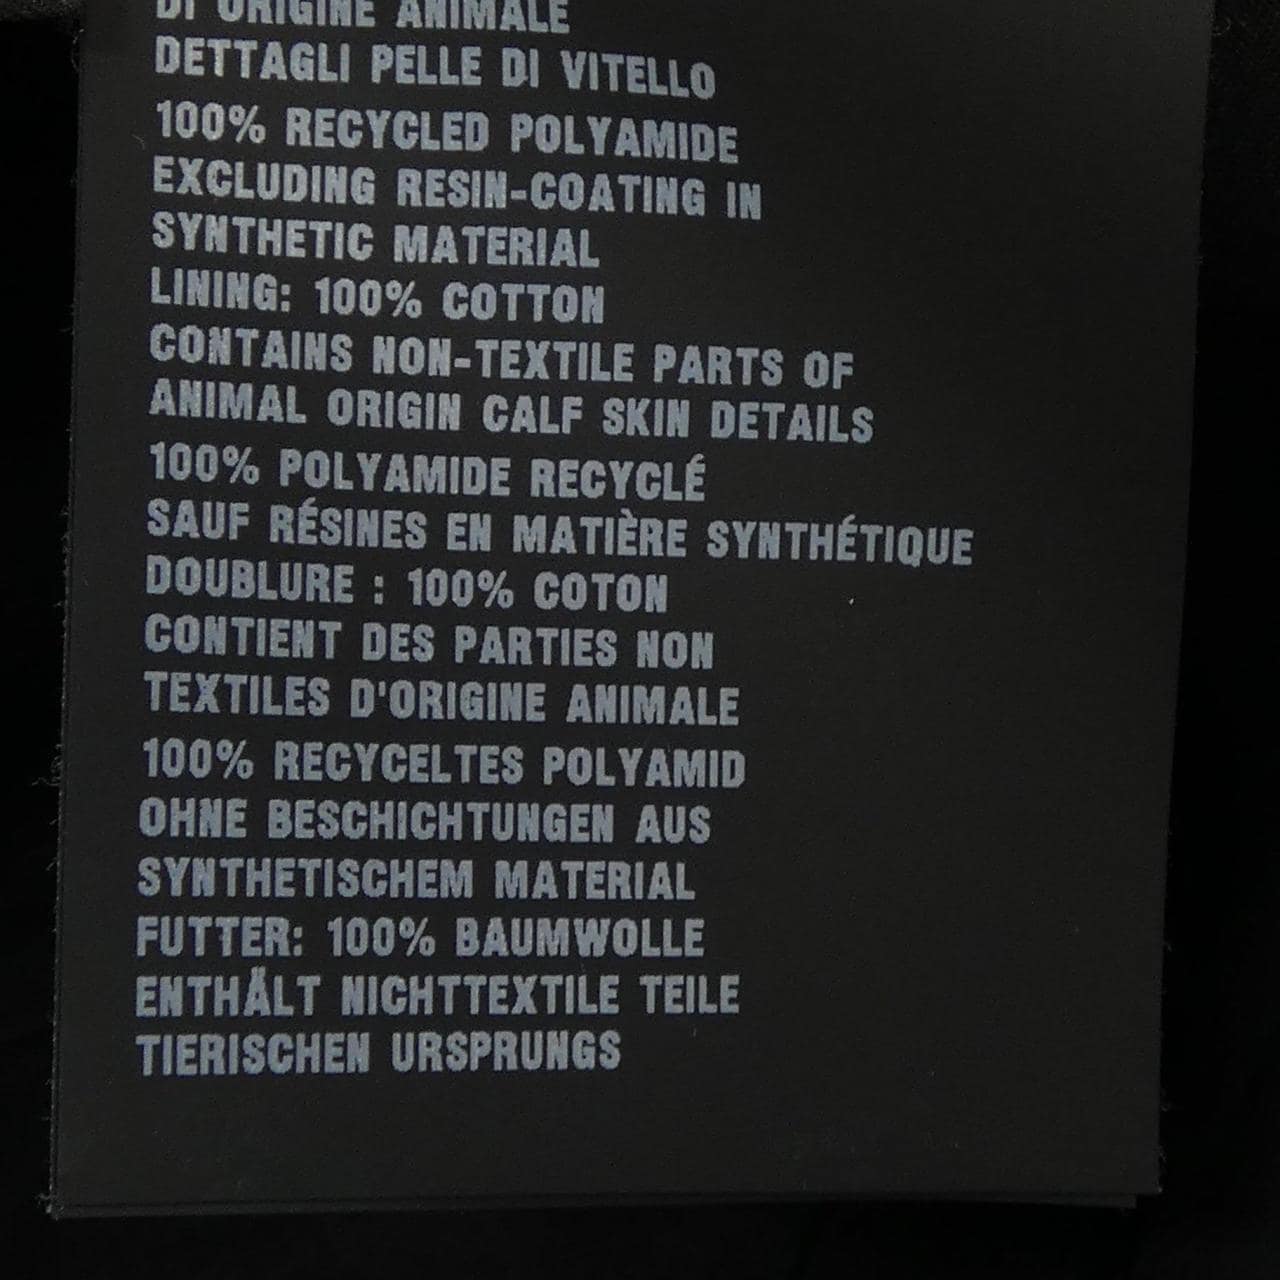 DI ORIGINE ANIMALE
DETTAGLI PELLE DI VITELLO
100% RECYCLED POLYAMIDE
EXCLUDING RESIN-COATING IN
SYNTHETIC MATERIAL
LINING: 100% COTTON
CONTAINS NON-TEXTILE PARTS OF
ANIMAL ORIGIN CALF SKIN DETAILS
100% POLYAMIDE RECYCLÉ
SAUF RÉSINES EN MATIÈRE SYNTHÉTIQUE
DOUBLURE : 100% COTON
CONTIENT DES PARTIES NON
TEXTILES D'ORIGINE ANIMALE
100% RECYCELTES POLYAMID
OHNE BESCHICHTUNGEN AUS
SYNTHETISCHEM MATERIAL
FUTTER: 100% BAUMWOLLE
ENTHÄLT NICHTTEXTILE TEILE
TIERISCHEN URSPRUNGS